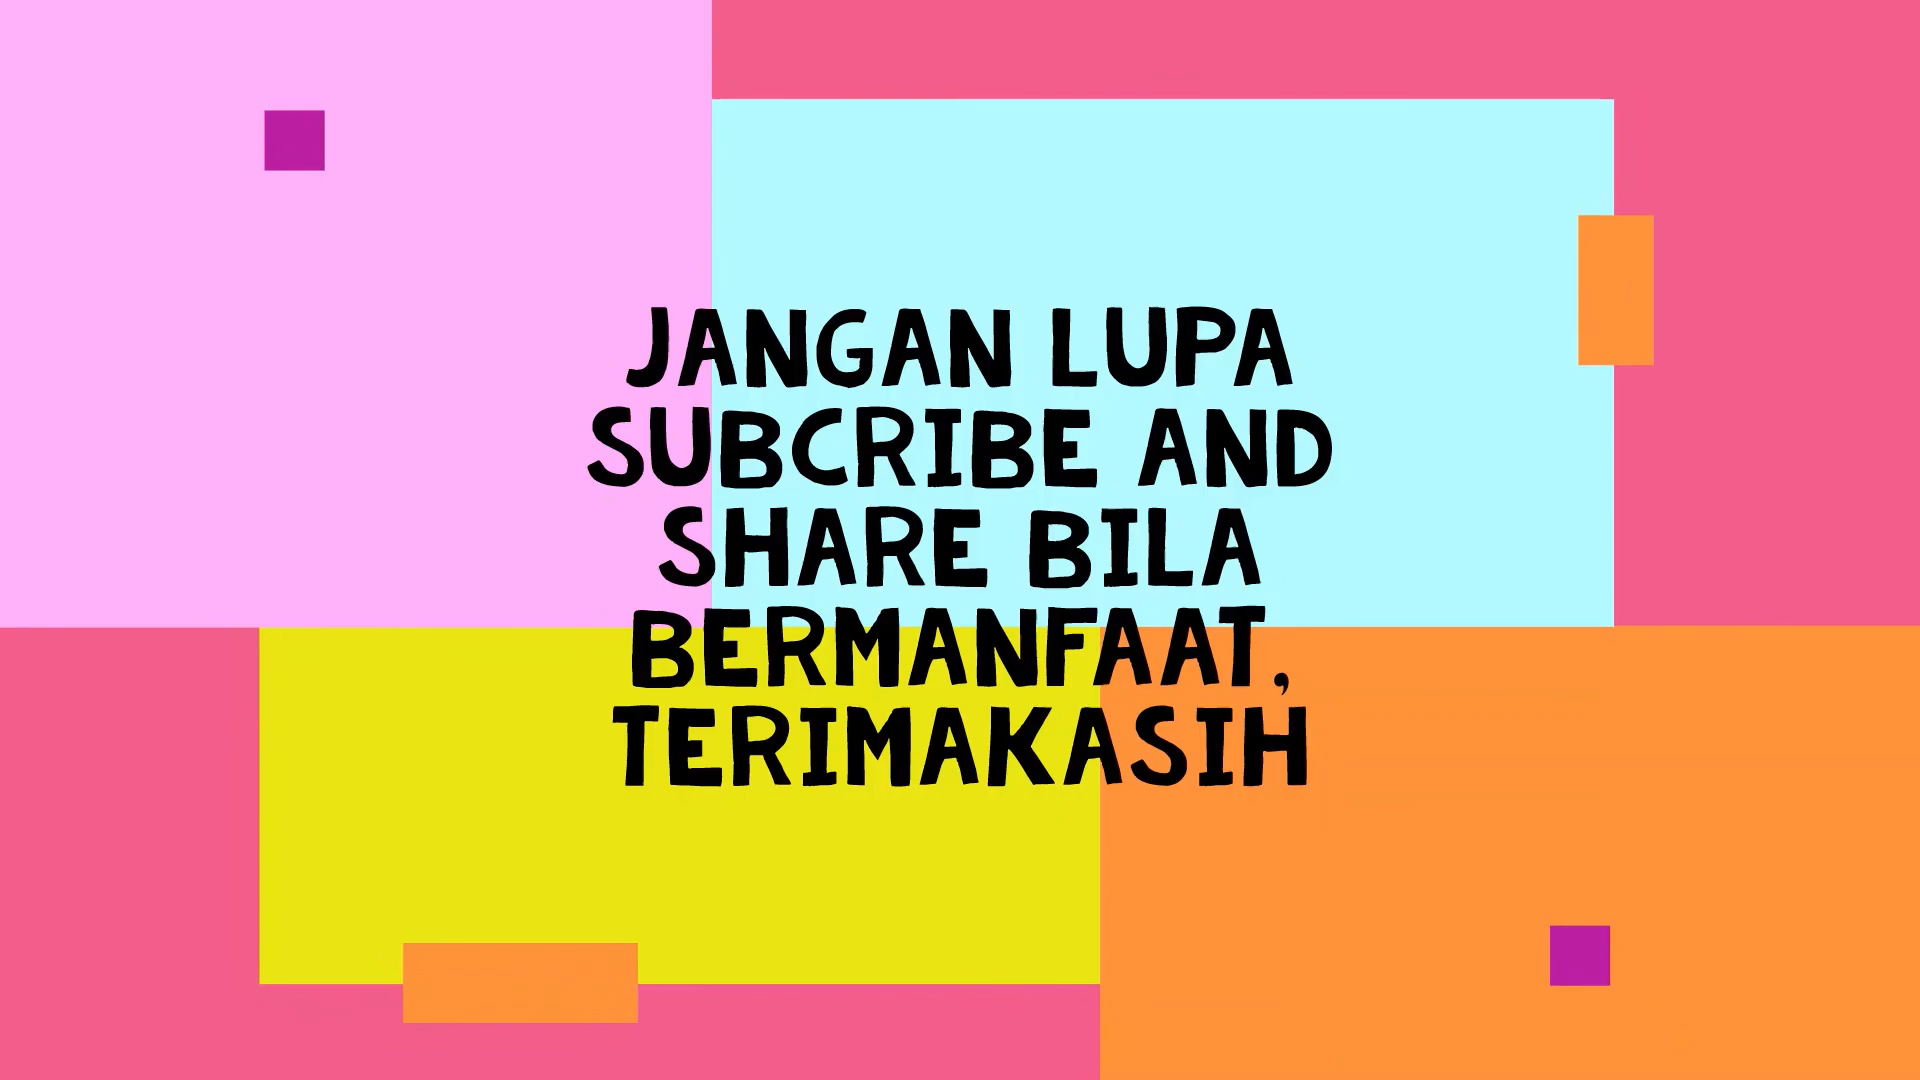 JANGAN LUPA
SUBCRIBE AND
SHARE BILA
BERMANFAAT,
TERIMAKASIH